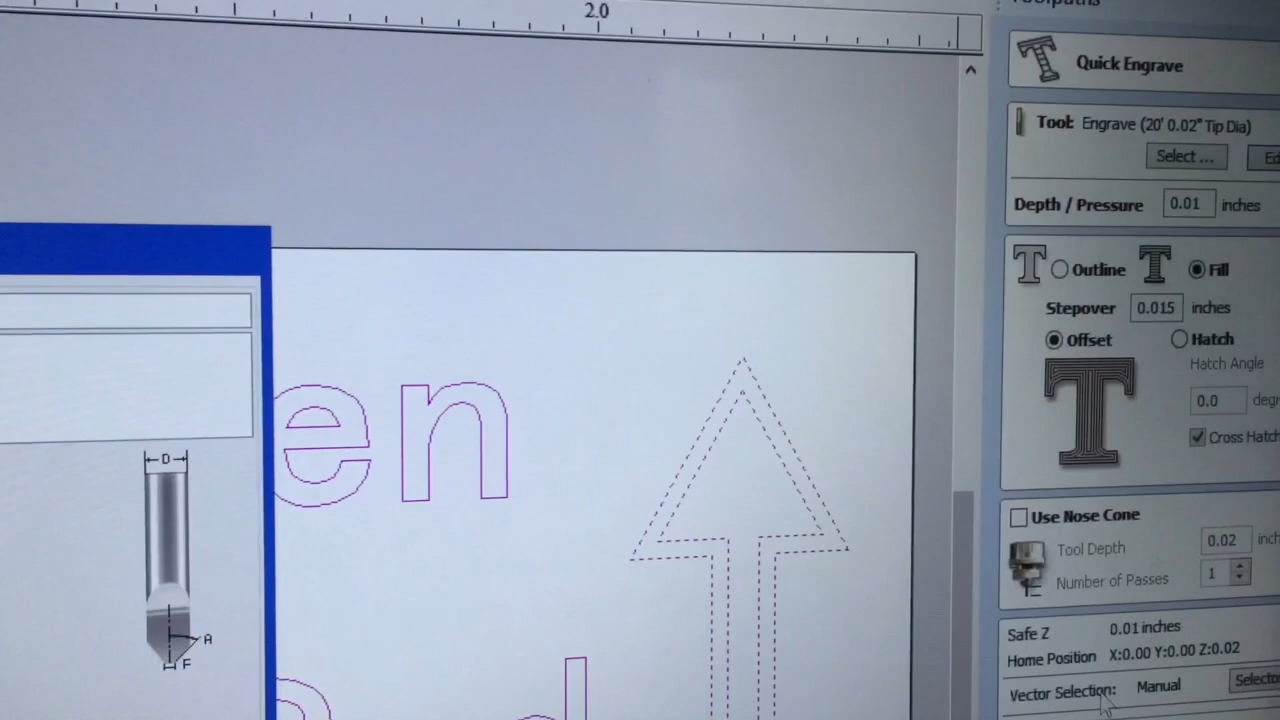 2.0
Toolpaths
Quick Engrave
Tool: Engrave (20' 0.02" Tip Dia)
Select ...
Depth / Pressure 0.01 inches
Outline Fill
Stepover 0.015 inches
Offset Hatch
Hatch Angle
0.0
Cross Hatch
Use Nose Cone
Tool Depth 0.02
Number of Passes 1
Safe Z 0.01 inches
Home Position X:0.00 Y:0.00 Z:0.02
Vector Selection: Manual
en
D
A
F
d